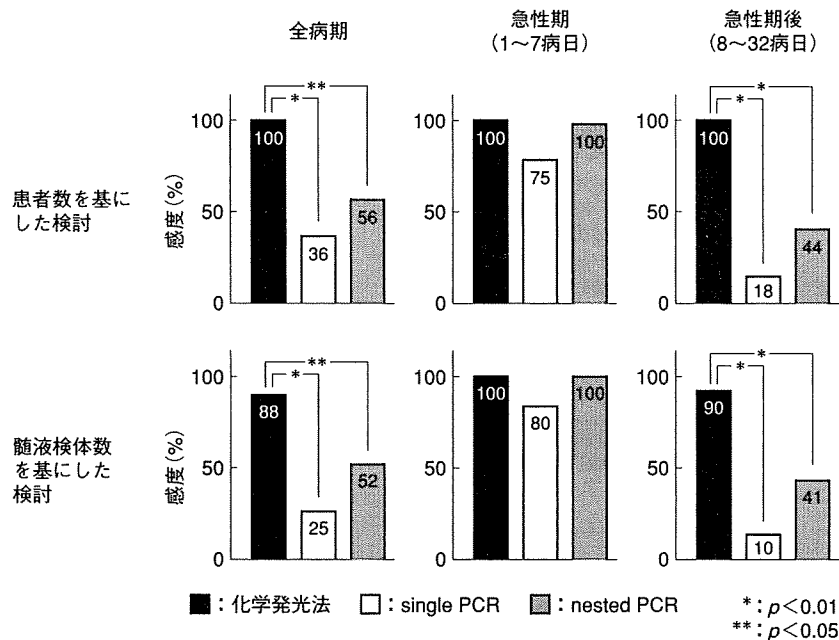 全病期
急性期
（1〜7病日）
急性期後
（8〜32病日）
患者数を基に
した検討
感度(%)
100
50
0
**
*
100
36
56
100
50
0
100
75
100
100
50
0
*
*
100
18
44
髄液検体数
を基にした
検討
感度(%)
100
50
0
**
*
88
25
52
100
50
0
100
80
100
100
50
0
*
*
90
10
41
：化学発光法 ：single PCR ：nested PCR
*：p＜0.01
**：p＜0.05